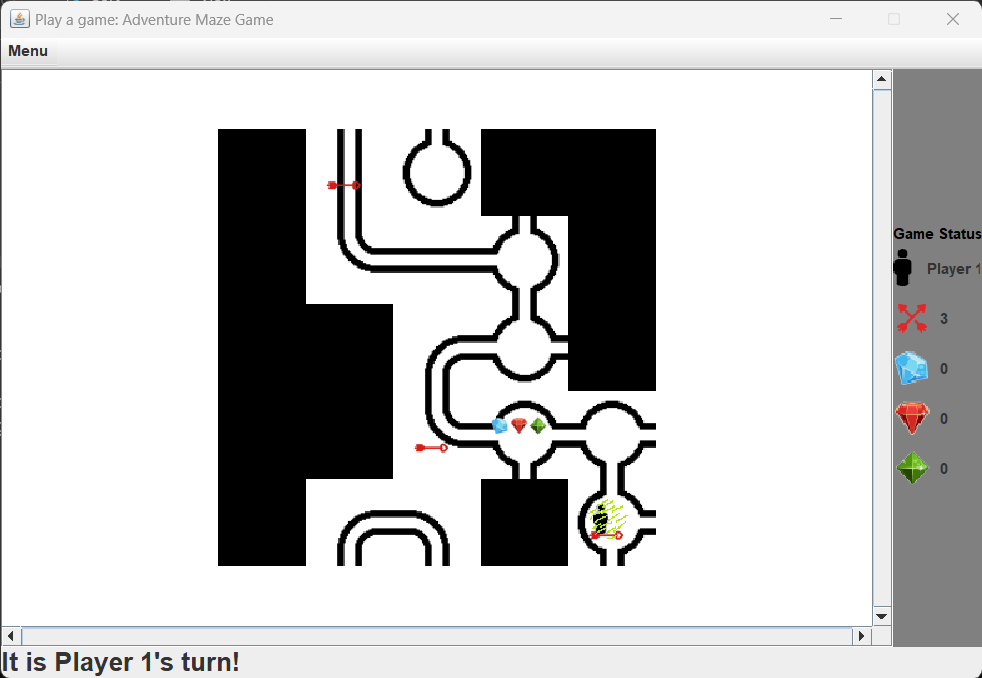 Play a game: Adventure Maze Game
Menu
Game Status
Player 1
3
0
0
0
It is Player 1's turn!